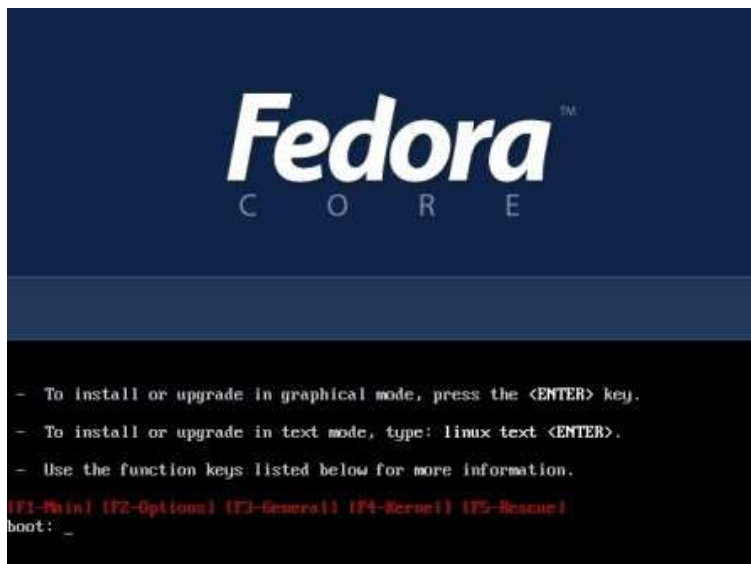 Fedora™
CORE
- To install or upgrade in graphical mode, press the <ENTER> key.
- To install or upgrade in text mode, type: linux text <ENTER>.
- Use the function keys listed below for more information.
[F1-Main] [F2-Options] [F3-General] [F4-Kernel] [F5-Rescue]
boot: _